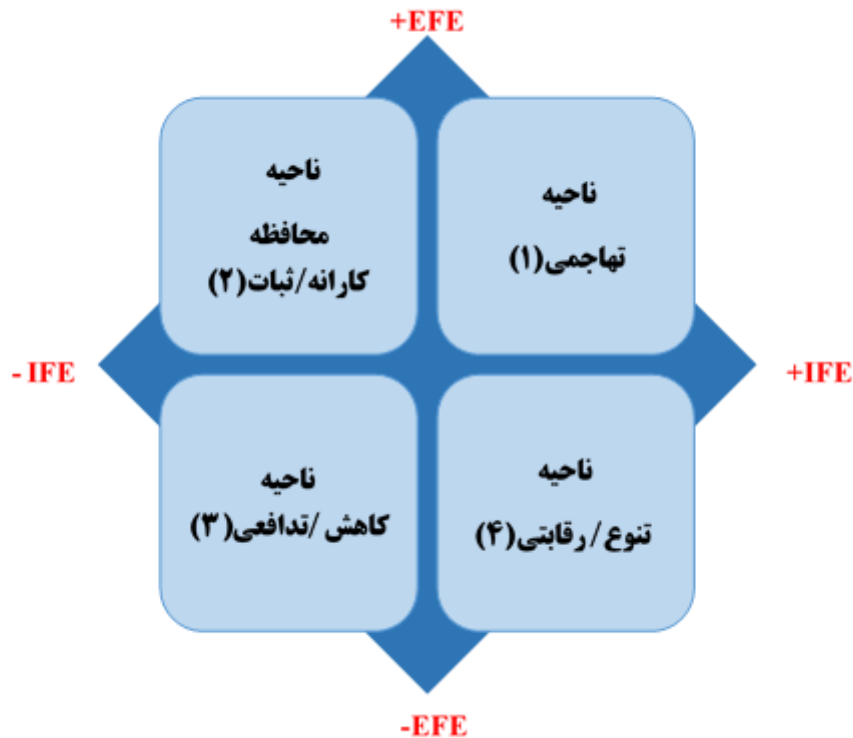 +EFE
ناحیه
تهاجمی(۱)
ناحیه
محافظه
کارانه/ثبات(۲)
- IFE
+IFE
ناحیه
کاهش /تدافعی(۳)
ناحیه
تنوع/رقابتی(۴)
-EFE